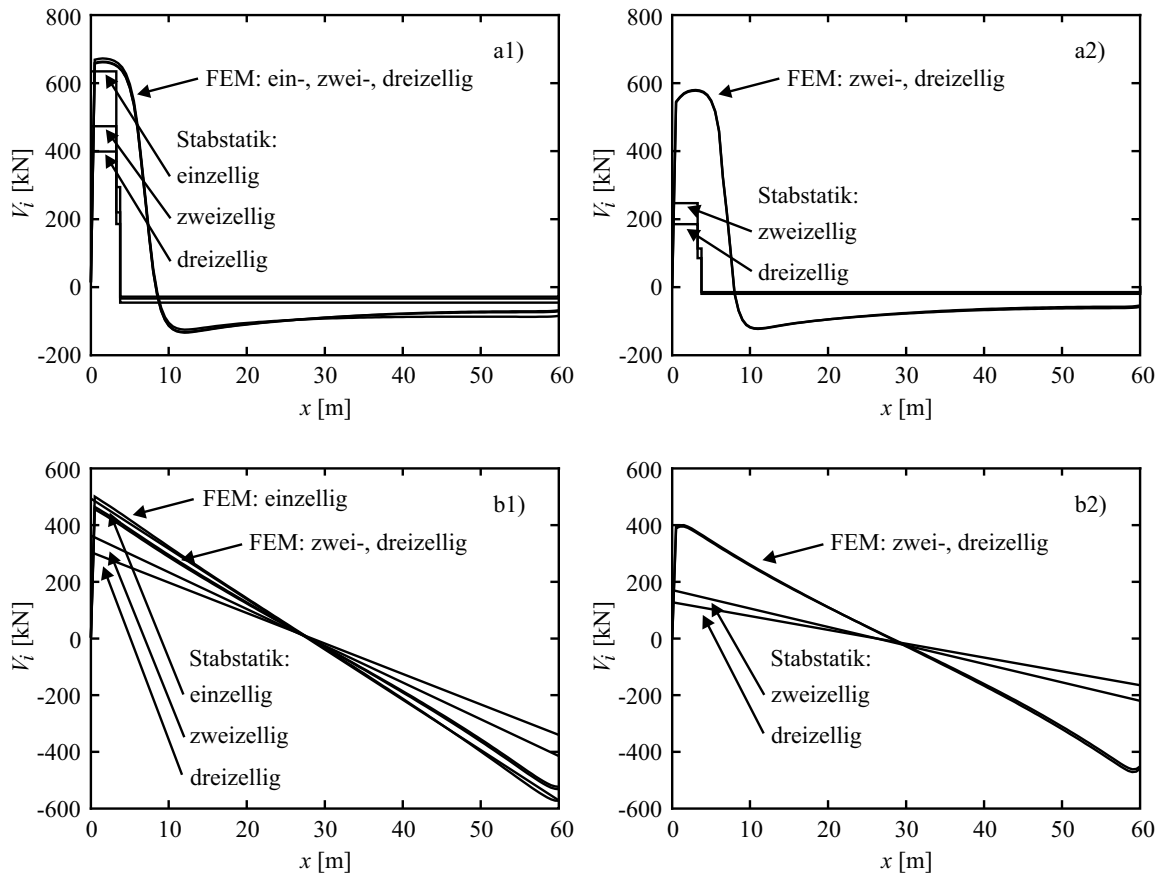 800
600
400
200
0
-200
V_i [kN]
a1)
FEM: ein-, zwei-, dreizellig
Stabstatik:
einzellig
zweizellig
dreizellig
0 10 20 30 40 50 60
x [m]
800
600
400
200
0
-200
V_i [kN]
a2)
FEM: zwei-, dreizellig
Stabstatik:
zweizellig
dreizellig
0 10 20 30 40 50 60
x [m]
600
400
200
0
-200
-400
-600
V_i [kN]
b1)
FEM: einzellig
FEM: zwei-, dreizellig
Stabstatik:
einzellig
zweizellig
dreizellig
0 10 20 30 40 50 60
x [m]
600
400
200
0
-200
-400
-600
V_i [kN]
b2)
FEM: zwei-, dreizellig
Stabstatik:
zweizellig
dreizellig
0 10 20 30 40 50 60
x [m]